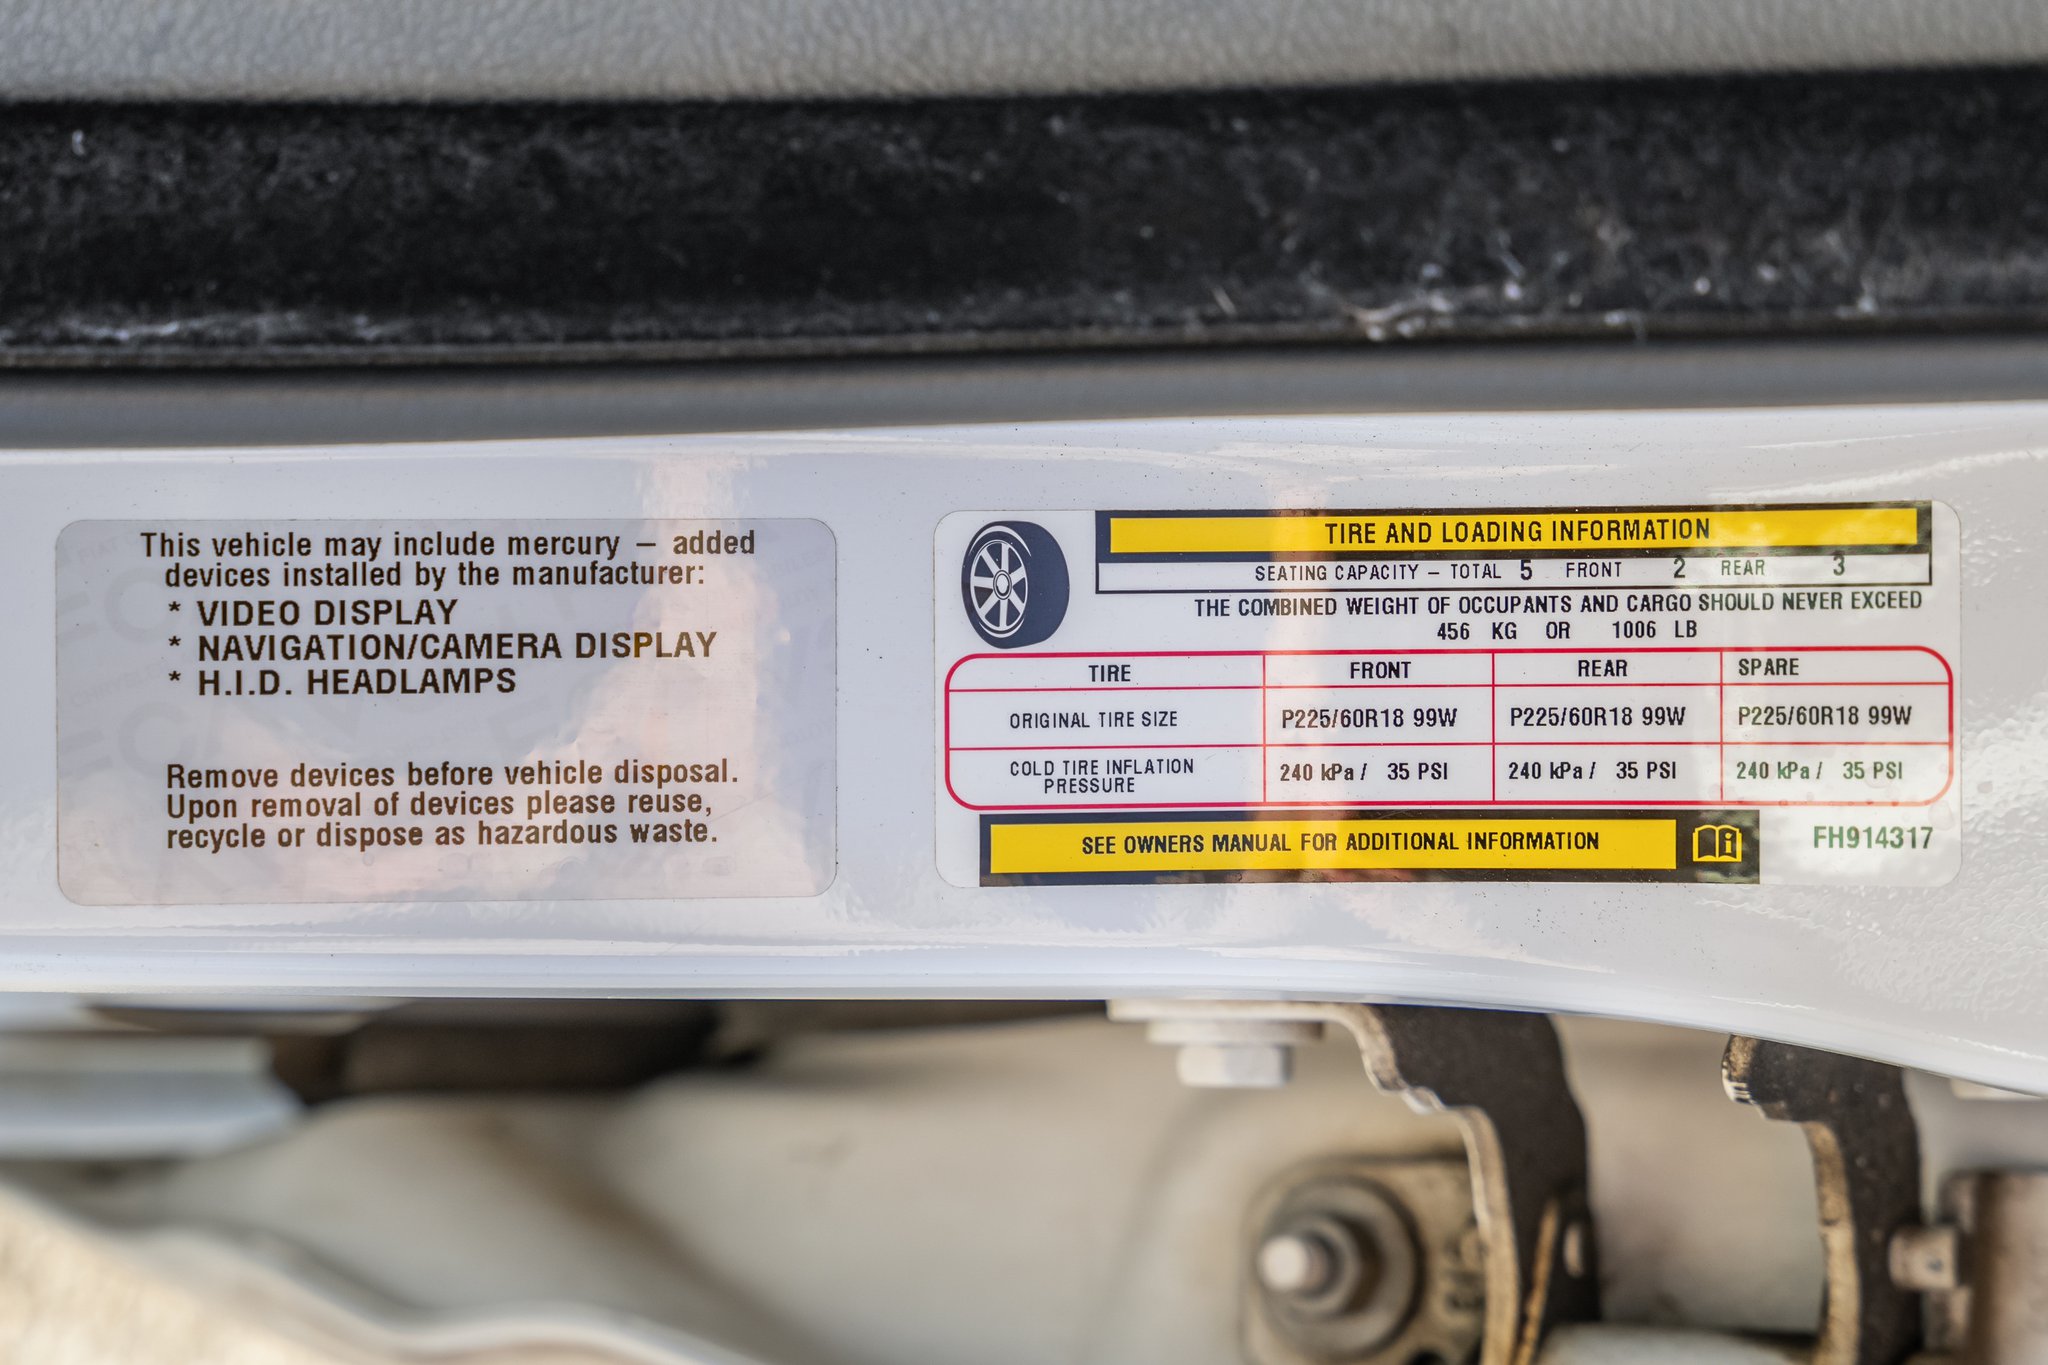 This vehicle may include mercury – added
devices installed by the manufacturer:
* VIDEO DISPLAY
* NAVIGATION/CAMERA DISPLAY
* H.I.D. HEADLAMPS
Remove devices before vehicle disposal.
Upon removal of devices please reuse,
recycle or dispose as hazardous waste.
TIRE AND LOADING INFORMATION
SEATING CAPACITY – TOTAL 5 FRONT 2 REAR 3
THE COMBINED WEIGHT OF OCCUPANTS AND CARGO SHOULD NEVER EXCEED
456 KG OR 1006 LB
TIRE FRONT REAR SPARE
ORIGINAL TIRE SIZE P225/60R18 99W P225/60R18 99W P225/60R18 99W
COLD TIRE INFLATION
PRESSURE 240 kPa / 35 PSI 240 kPa / 35 PSI 240 kPa / 35 PSI
SEE OWNERS MANUAL FOR ADDITIONAL INFORMATION
FH914317